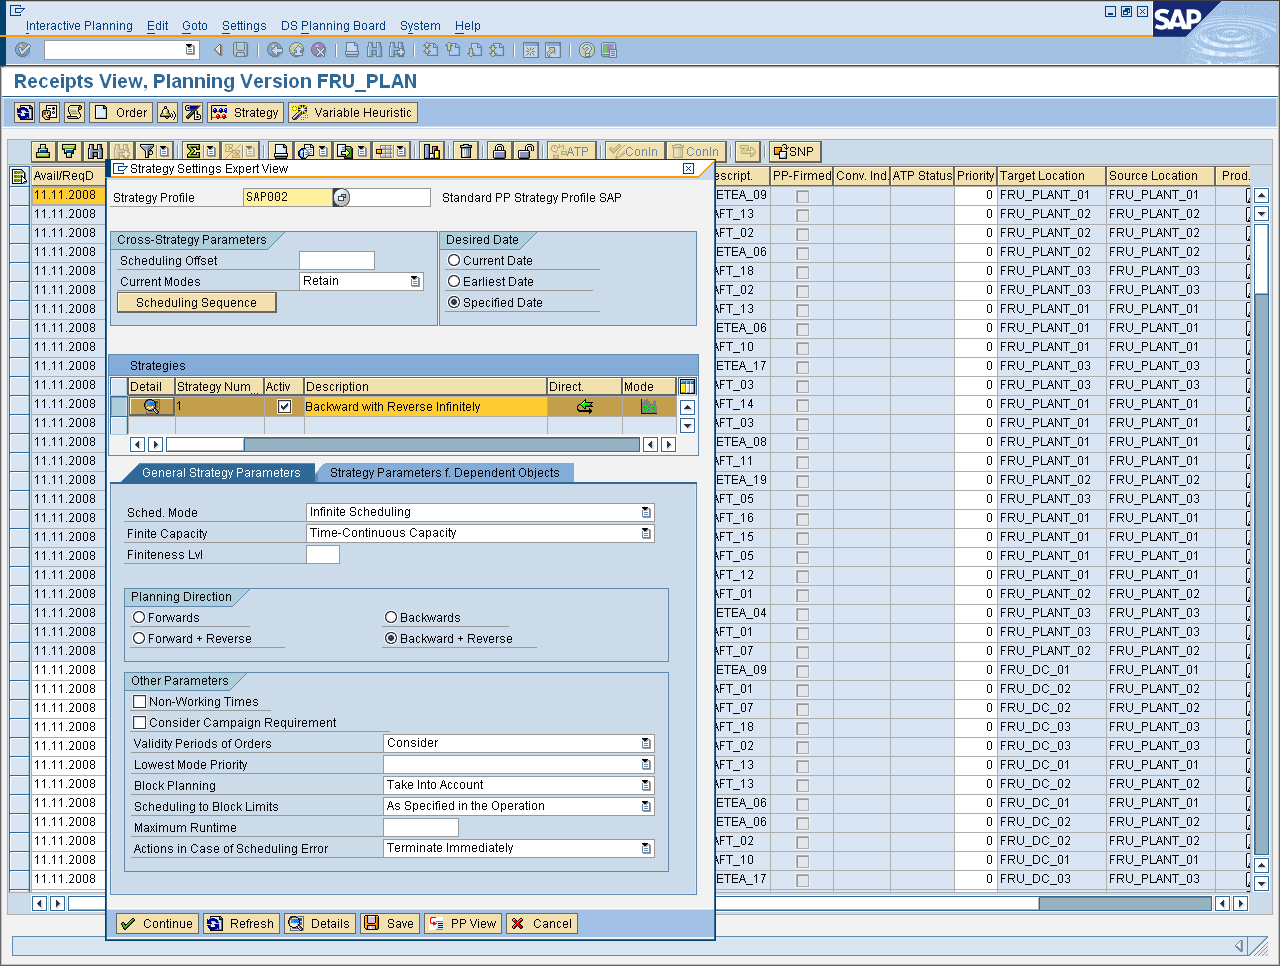 Interactive Planning Edit Goto Settings DS Planning Board System Help
SAP
Receipts View, Planning Version FRU_PLAN
Order Strategy Variable Heuristic
ATP ConIn ConIn SNP
Strategy Settings Expert View
Strategy Profile SAP002 Standard PP Strategy Profile SAP
Cross-Strategy Parameters
Scheduling Offset
Current Modes Retain
Scheduling Sequence
Desired Date
Current Date
Earliest Date
Specified Date
Strategies
Detail Strategy Num... Activ Description Direct. Mode
1 Backward with Reverse Infinitely
General Strategy Parameters Strategy Parameters f. Dependent Objects
Sched. Mode Infinite Scheduling
Finite Capacity Time-Continuous Capacity
Finiteness Lvl
Planning Direction
Forwards Backwards
Forward + Reverse Backward + Reverse
Other Parameters
Non-Working Times
Consider Campaign Requirement
Validity Periods of Orders Consider
Lowest Mode Priority
Block Planning Take Into Account
Scheduling to Block Limits As Specified in the Operation
Maximum Runtime
Actions in Case of Scheduling Error Terminate Immediately
Continue Refresh Details Save PP View Cancel
Avail/ReqD escript. PP-Firmed Conv. Ind. ATP Status Priority Target Location Source Location Prod.
11.11.2008 ETEA_09 0 FRU_PLANT_01 FRU_PLANT_01
11.11.2008 AFT_13 0 FRU_PLANT_02 FRU_PLANT_02
11.11.2008 AFT_02 0 FRU_PLANT_02 FRU_PLANT_02
11.11.2008 ETEA_06 0 FRU_PLANT_02 FRU_PLANT_02
11.11.2008 AFT_18 0 FRU_PLANT_03 FRU_PLANT_03
11.11.2008 AFT_02 0 FRU_PLANT_03 FRU_PLANT_03
11.11.2008 AFT_13 0 FRU_PLANT_01 FRU_PLANT_01
11.11.2008 ETEA_06 0 FRU_PLANT_01 FRU_PLANT_01
11.11.2008 AFT_10 0 FRU_PLANT_01 FRU_PLANT_01
11.11.2008 ETEA_17 0 FRU_PLANT_03 FRU_PLANT_03
11.11.2008 AFT_03 0 FRU_PLANT_03 FRU_PLANT_03
11.11.2008 AFT_14 0 FRU_PLANT_01 FRU_PLANT_01
11.11.2008 AFT_03 0 FRU_PLANT_01 FRU_PLANT_01
11.11.2008 ETEA_08 0 FRU_PLANT_01 FRU_PLANT_01
11.11.2008 AFT_11 0 FRU_PLANT_01 FRU_PLANT_01
11.11.2008 ETEA_19 0 FRU_PLANT_02 FRU_PLANT_02
11.11.2008 AFT_05 0 FRU_PLANT_03 FRU_PLANT_03
11.11.2008 AFT_16 0 FRU_PLANT_01 FRU_PLANT_01
11.11.2008 AFT_15 0 FRU_PLANT_01 FRU_PLANT_01
11.11.2008 AFT_05 0 FRU_PLANT_01 FRU_PLANT_01
11.11.2008 AFT_12 0 FRU_PLANT_01 FRU_PLANT_01
11.11.2008 AFT_01 0 FRU_PLANT_02 FRU_PLANT_02
11.11.2008 ETEA_04 0 FRU_PLANT_03 FRU_PLANT_03
11.11.2008 AFT_01 0 FRU_PLANT_03 FRU_PLANT_03
11.11.2008 AFT_07 0 FRU_PLANT_02 FRU_PLANT_02
11.11.2008 ETEA_09 0 FRU_DC_01 FRU_PLANT_01
11.11.2008 AFT_01 0 FRU_DC_02 FRU_PLANT_02
11.11.2008 AFT_07 0 FRU_DC_02 FRU_PLANT_02
11.11.2008 AFT_18 0 FRU_DC_03 FRU_PLANT_03
11.11.2008 AFT_02 0 FRU_DC_03 FRU_PLANT_03
11.11.2008 AFT_13 0 FRU_DC_01 FRU_PLANT_01
11.11.2008 AFT_13 0 FRU_DC_02 FRU_PLANT_02
11.11.2008 ETEA_06 0 FRU_DC_01 FRU_PLANT_01
11.11.2008 ETEA_06 0 FRU_DC_02 FRU_PLANT_02
11.11.2008 AFT_02 0 FRU_DC_02 FRU_PLANT_02
11.11.2008 AFT_10 0 FRU_DC_01 FRU_PLANT_01
11.11.2008 ETEA_17 0 FRU_DC_03 FRU_PLANT_03